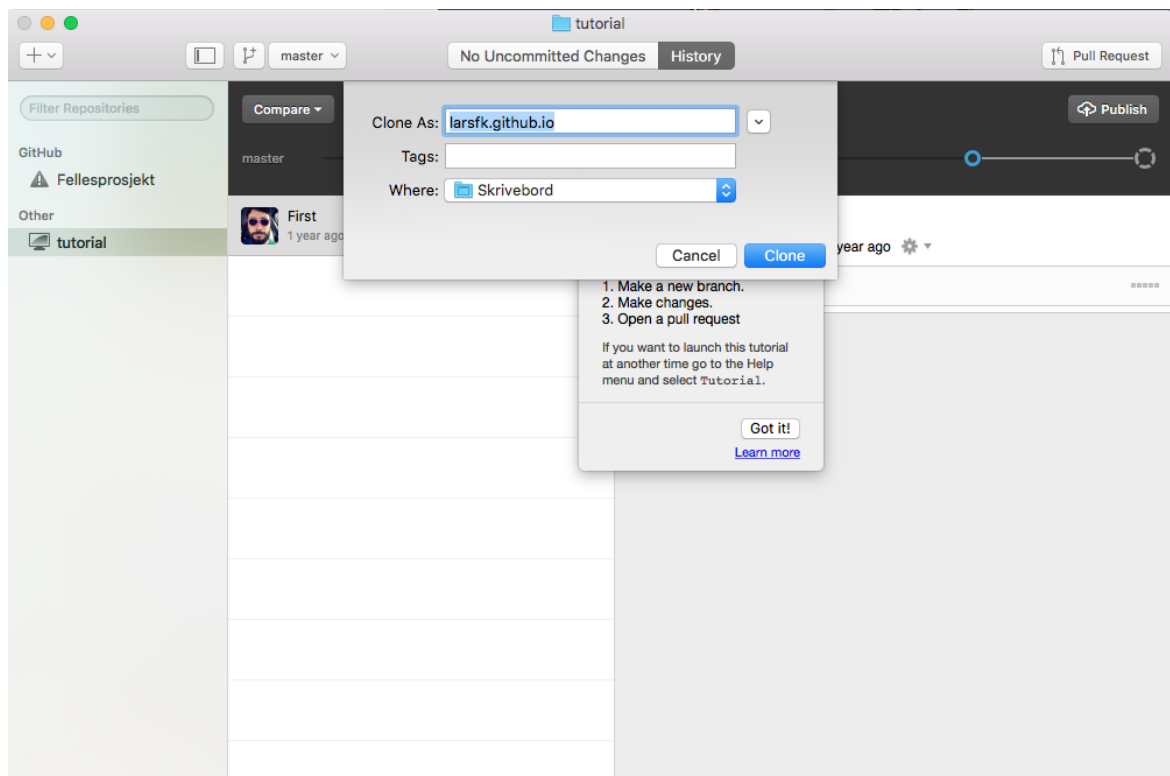 tutorial
master
No Uncommitted Changes
History
Pull Request
Filter Repositories
GitHub
Fellesprosjekt
Other
tutorial
Compare
Publish
master
Clone As: larsfk.github.io
Tags:
Where: Skrivebord
Cancel
Clone
First
1 year ago
year ago
1. Make a new branch.
2. Make changes.
3. Open a pull request
If you want to launch this tutorial
at another time go to the Help
menu and select Tutorial.
Got it!
Learn more